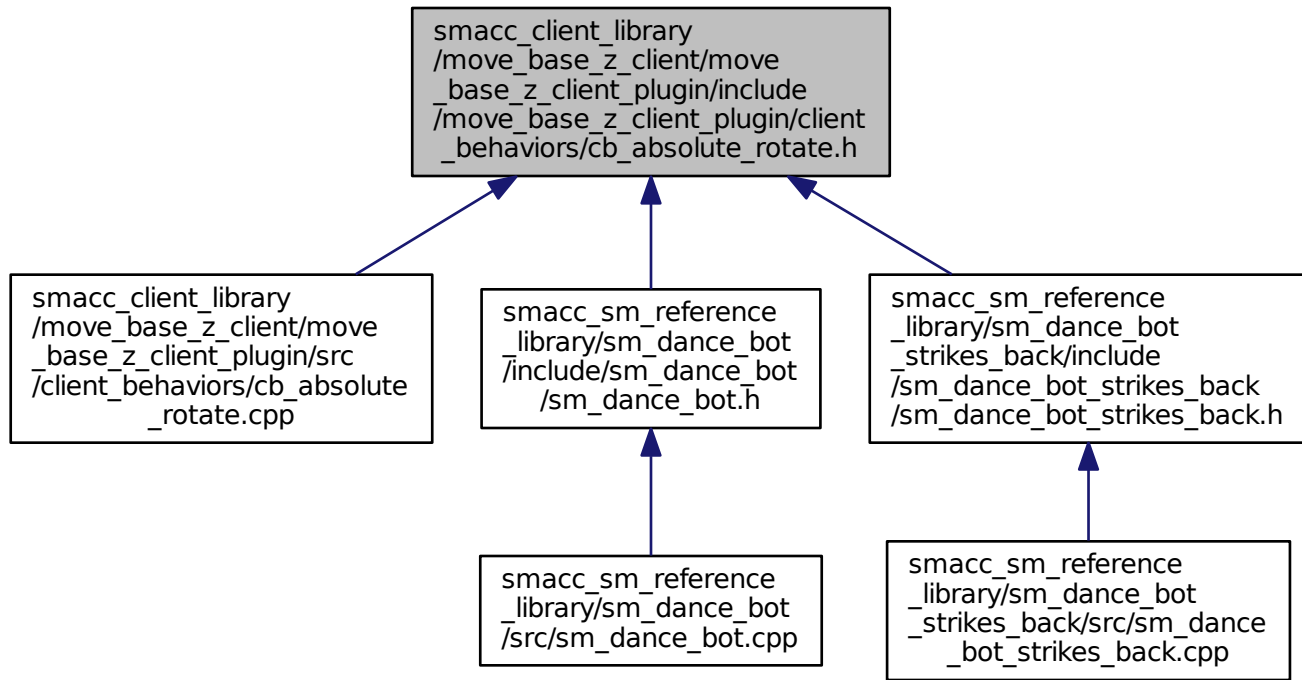 smacc_client_library
/move_base_z_client/move
_base_z_client_plugin/include
/move_base_z_client_plugin/client
_behaviors/cb_absolute_rotate.h
smacc_client_library
/move_base_z_client/move
_base_z_client_plugin/src
/client_behaviors/cb_absolute
_rotate.cpp
smacc_sm_reference
_library/sm_dance_bot
/include/sm_dance_bot
/sm_dance_bot.h
smacc_sm_reference
_library/sm_dance_bot
_strikes_back/include
/sm_dance_bot_strikes_back
/sm_dance_bot_strikes_back.h
smacc_sm_reference
_library/sm_dance_bot
/src/sm_dance_bot.cpp
smacc_sm_reference
_library/sm_dance_bot
_strikes_back/src/sm_dance
_bot_strikes_back.cpp